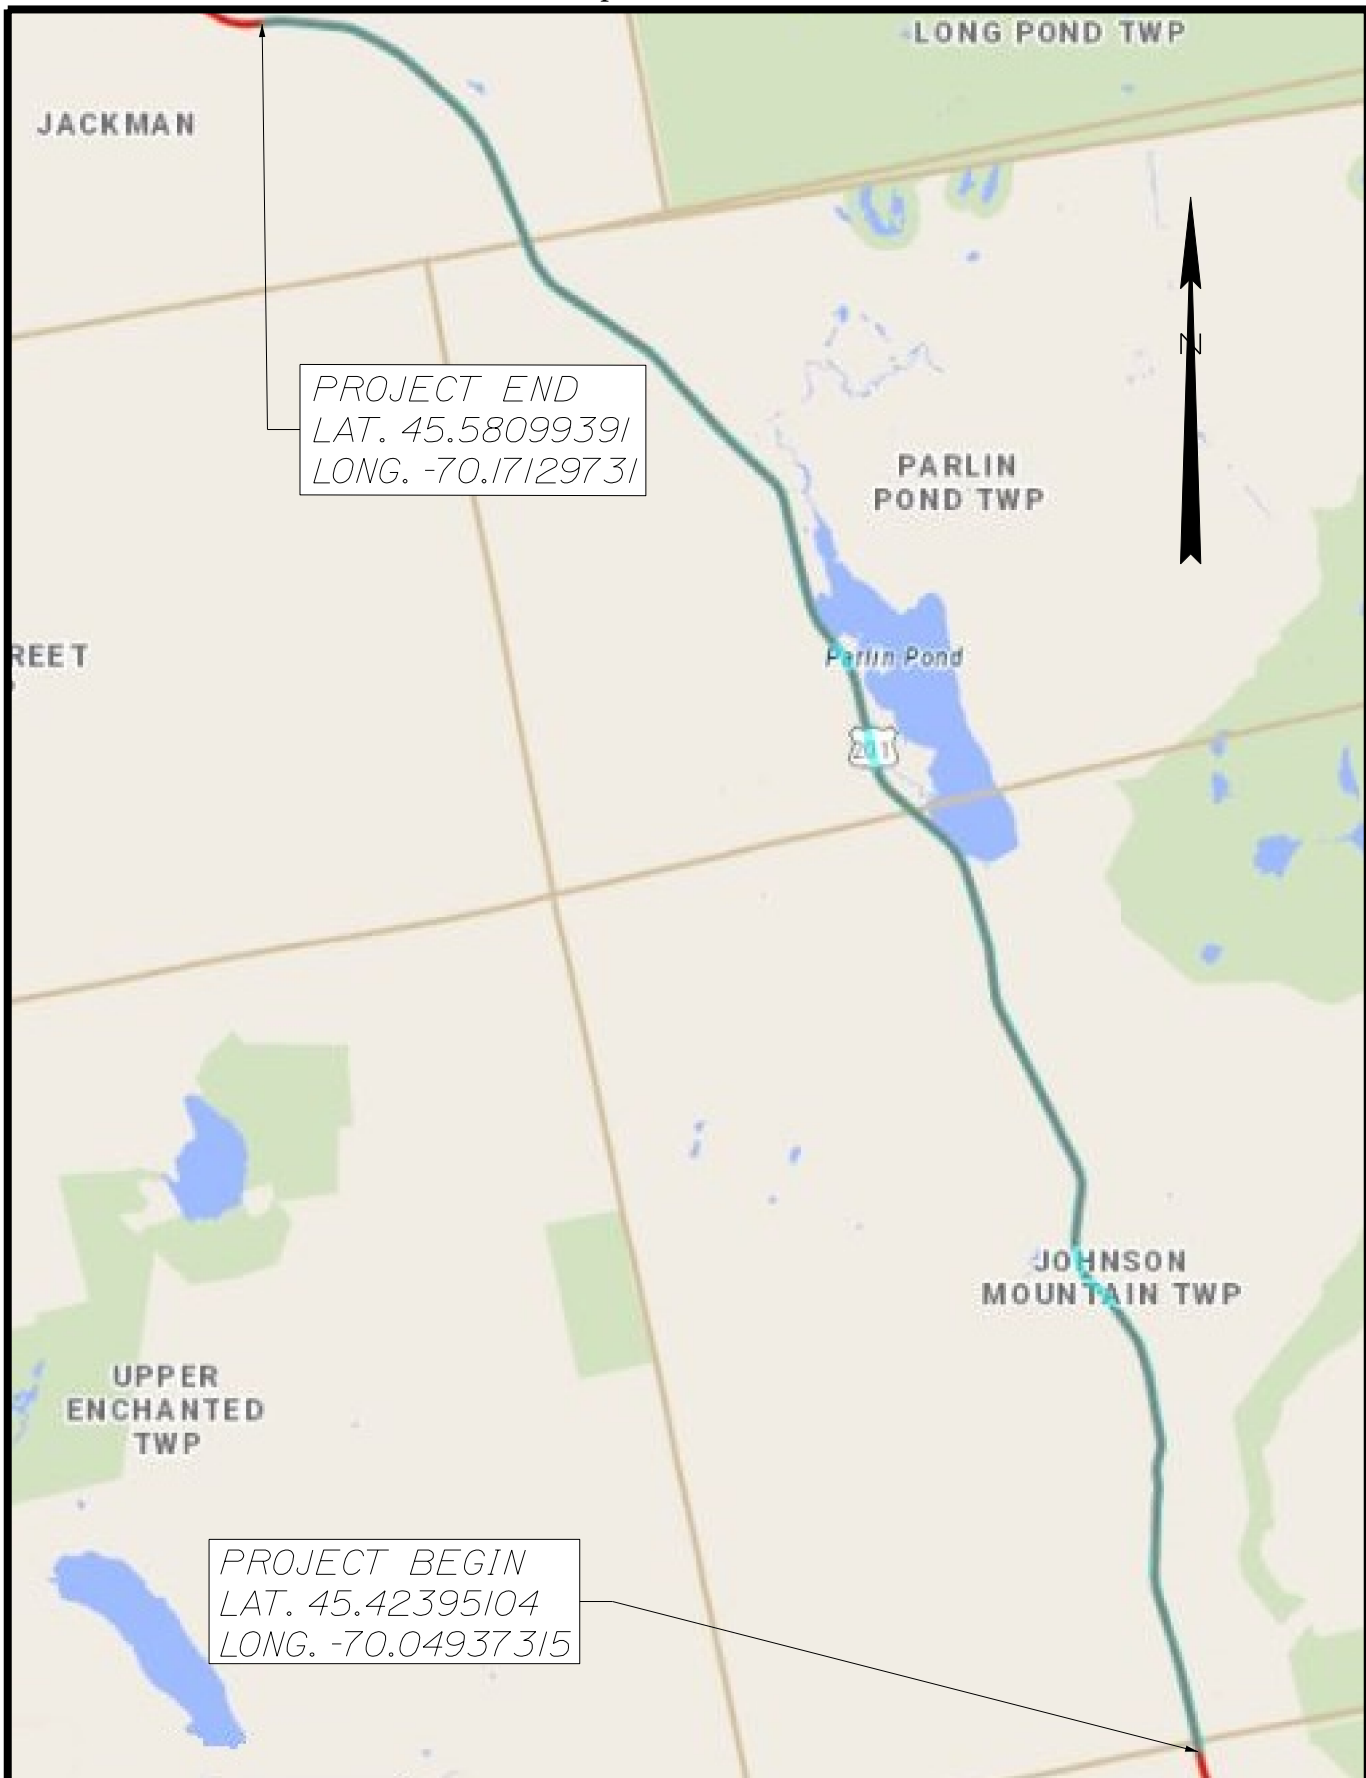 LONG POND TWP
JACKMAN
PROJECT END
LAT. 45.58099391
LONG. -70.17129731
N
PARLIN
POND TWP
REET
Parlin Pond
201
JOHNSON
MOUNTAIN TWP
UPPER
ENCHANTED
TWP
PROJECT BEGIN
LAT. 45.42395104
LONG. -70.04937315